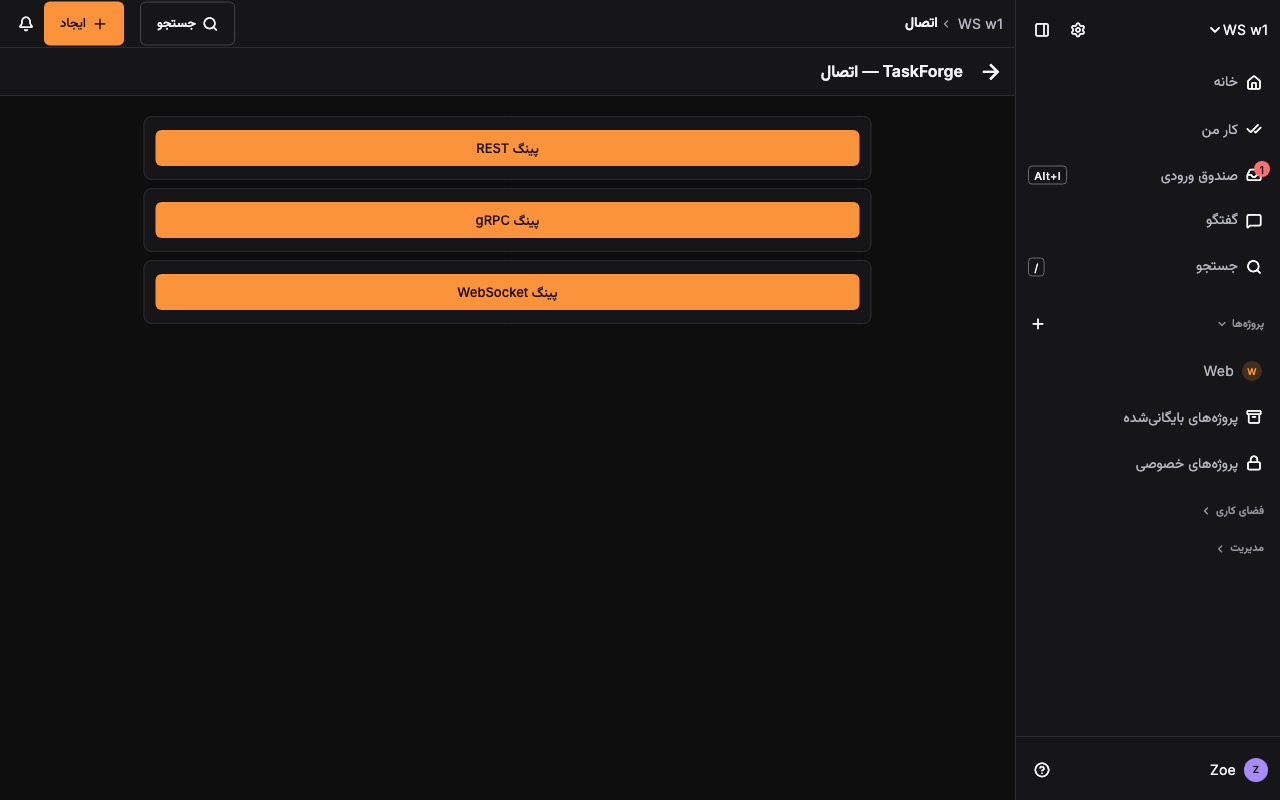 WS w1
خانه
کار من
1
صندوق ورودی
Alt+I
گفتگو
جستجو
/
پروژه‌ها
W
Web
پروژه‌های بایگانی‌شده
پروژه‌های خصوصی
فضای کاری
مدیریت
Z
Zoe
WS w1 › اتصال
جستجو
ایجاد
TaskForge — اتصال
پینگ REST
پینگ gRPC
پینگ WebSocket